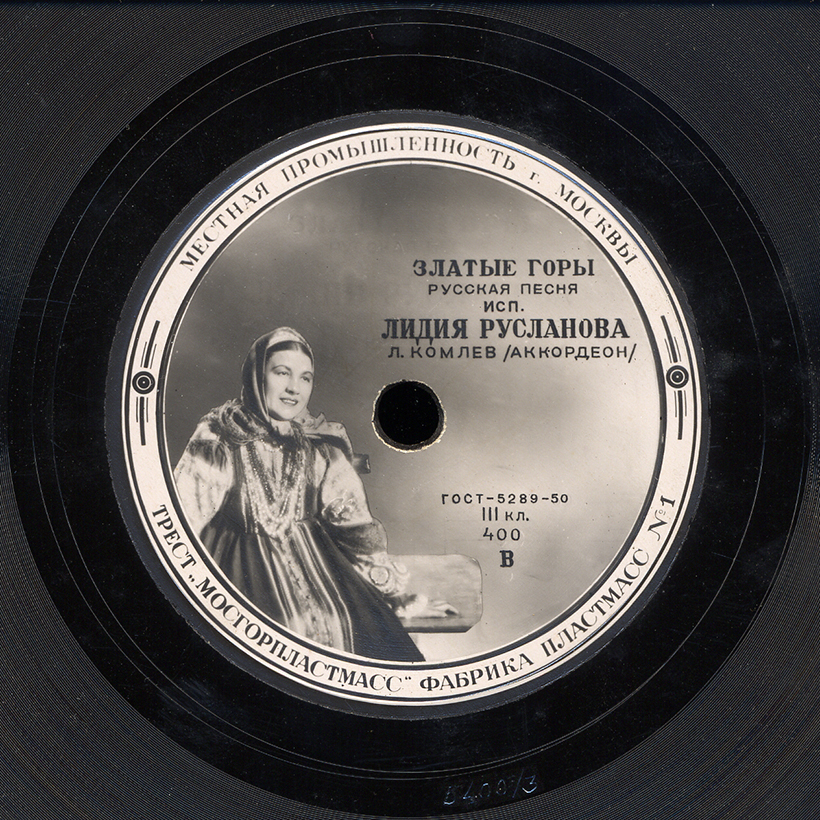 МЕСТНАЯ ПРОМЫШЛЕННОСТЬ г. МОСКВЫ
ЗЛАТЫЕ ГОРЫ
РУССКАЯ ПЕСНЯ
ИСП.
ЛИДИЯ РУСЛАНОВА
Л. КОМЛЕВ /АККОРДЕОН/
ГОСТ-5289-50
III КЛ.
400
В
ТРЕСТ „МОСГОРПЛАСТМАСС“ ФАБРИКА ПЛАСТМАСС №1